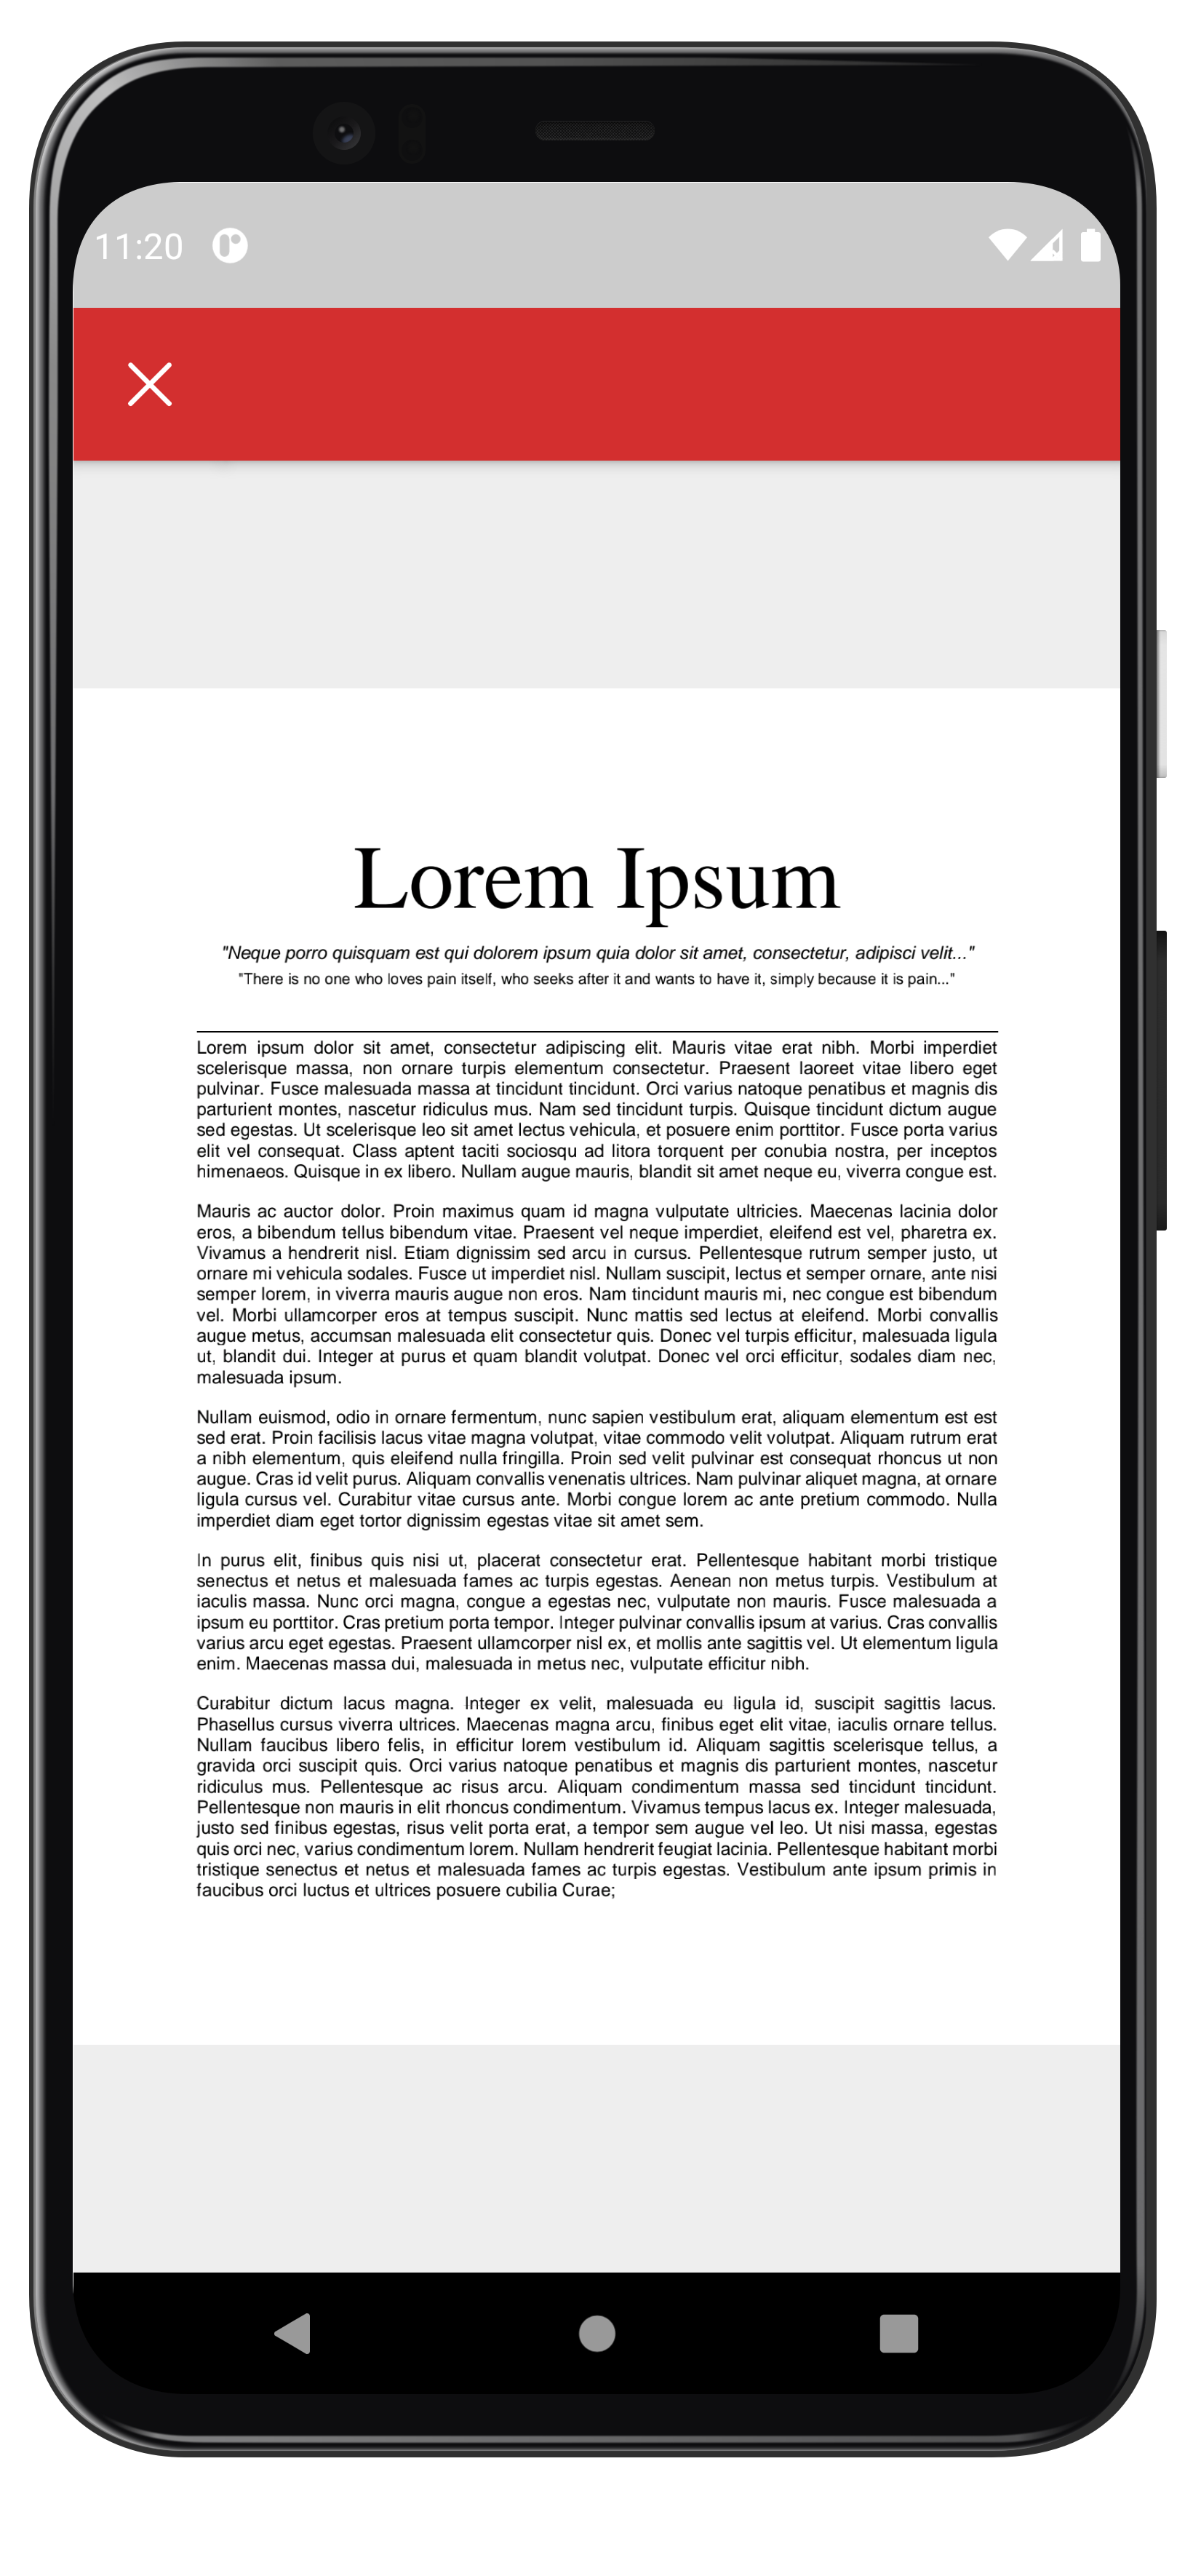 11:20
Lorem Ipsum
"Neque porro quisquam est qui dolorem ipsum quia dolor sit amet, consectetur, adipisci velit..."
"There is no one who loves pain itself, who seeks after it and wants to have it, simply because it is pain..."
Lorem ipsum dolor sit amet, consectetur adipiscing elit. Mauris vitae erat nibh. Morbi imperdiet
scelerisque massa, non ornare turpis elementum consectetur. Praesent laoreet vitae libero eget
pulvinar. Fusce malesuada massa at tincidunt tincidunt. Orci varius natoque penatibus et magnis dis
parturient montes, nascetur ridiculus mus. Nam sed tincidunt turpis. Quisque tincidunt dictum augue
sed egestas. Ut scelerisque leo sit amet lectus vehicula, et posuere enim porttitor. Fusce porta varius
elit vel consequat. Class aptent taciti sociosqu ad litora torquent per conubia nostra, per inceptos
himenaeos. Quisque in ex libero. Nullam augue mauris, blandit sit amet neque eu, viverra congue est.
Mauris ac auctor dolor. Proin maximus quam id magna vulputate ultricies. Maecenas lacinia dolor
eros, a bibendum tellus bibendum vitae. Praesent vel neque imperdiet, eleifend est vel, pharetra ex.
Vivamus a hendrerit nisl. Etiam dignissim sed arcu in cursus. Pellentesque rutrum semper justo, ut
ornare mi vehicula sodales. Fusce ut imperdiet nisl. Nullam suscipit, lectus et semper ornare, ante nisi
semper lorem, in viverra mauris augue non eros. Nam tincidunt mauris mi, nec congue est bibendum
vel. Morbi ullamcorper eros at tempus suscipit. Nunc mattis sed lectus at eleifend. Morbi convallis
augue metus, accumsan malesuada elit consectetur quis. Donec vel turpis efficitur, malesuada ligula
ut, blandit dui. Integer at purus et quam blandit volutpat. Donec vel orci efficitur, sodales diam nec,
malesuada ipsum.
Nullam euismod, odio in ornare fermentum, nunc sapien vestibulum erat, aliquam elementum est est
sed erat. Proin facilisis lacus vitae magna volutpat, vitae commodo velit volutpat. Aliquam rutrum erat
a nibh elementum, quis eleifend nulla fringilla. Proin sed velit pulvinar est consequat rhoncus ut non
augue. Cras id velit purus. Aliquam convallis venenatis ultrices. Nam pulvinar aliquet magna, at ornare
ligula cursus vel. Curabitur vitae cursus ante. Morbi congue lorem ac ante pretium commodo. Nulla
imperdiet diam eget tortor dignissim egestas vitae sit amet sem.
In purus elit, finibus quis nisi ut, placerat consectetur erat. Pellentesque habitant morbi tristique
senectus et netus et malesuada fames ac turpis egestas. Aenean non metus turpis. Vestibulum at
iaculis massa. Nunc orci magna, congue a egestas nec, vulputate non mauris. Fusce malesuada a
ipsum eu porttitor. Cras pretium porta tempor. Integer pulvinar convallis ipsum at varius. Cras convallis
varius arcu eget egestas. Praesent ullamcorper nisl ex, et mollis ante sagittis vel. Ut elementum ligula
enim. Maecenas massa dui, malesuada in metus nec, vulputate efficitur nibh.
Curabitur dictum lacus magna. Integer ex velit, malesuada eu ligula id, suscipit sagittis lacus.
Phasellus cursus viverra ultrices. Maecenas magna arcu, finibus eget elit vitae, iaculis ornare tellus.
Nullam faucibus libero felis, in efficitur lorem vestibulum id. Aliquam sagittis scelerisque tellus, a
gravida orci suscipit quis. Orci varius natoque penatibus et magnis dis parturient montes, nascetur
ridiculus mus. Pellentesque ac risus arcu. Aliquam condimentum massa sed tincidunt tincidunt.
Pellentesque non mauris in elit rhoncus condimentum. Vivamus tempus lacus ex. Integer malesuada,
justo sed finibus egestas, risus velit porta erat, a tempor sem augue vel leo. Ut nisi massa, egestas
quis orci nec, varius condimentum lorem. Nullam hendrerit feugiat lacinia. Pellentesque habitant morbi
tristique senectus et netus et malesuada fames ac turpis egestas. Vestibulum ante ipsum primis in
faucibus orci luctus et ultrices posuere cubilia Curae;